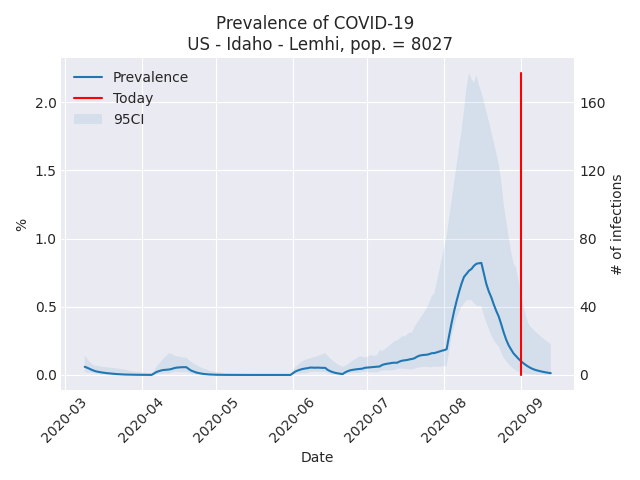 Prevalence of COVID-19
US - Idaho - Lemhi, pop. = 8027
Prevalence
Today
95CI
2.0
1.5
1.0
0.5
0.0
%
160
120
80
40
0
# of infections
2020-03
2020-04
2020-05
2020-06
2020-07
2020-08
2020-09
Date